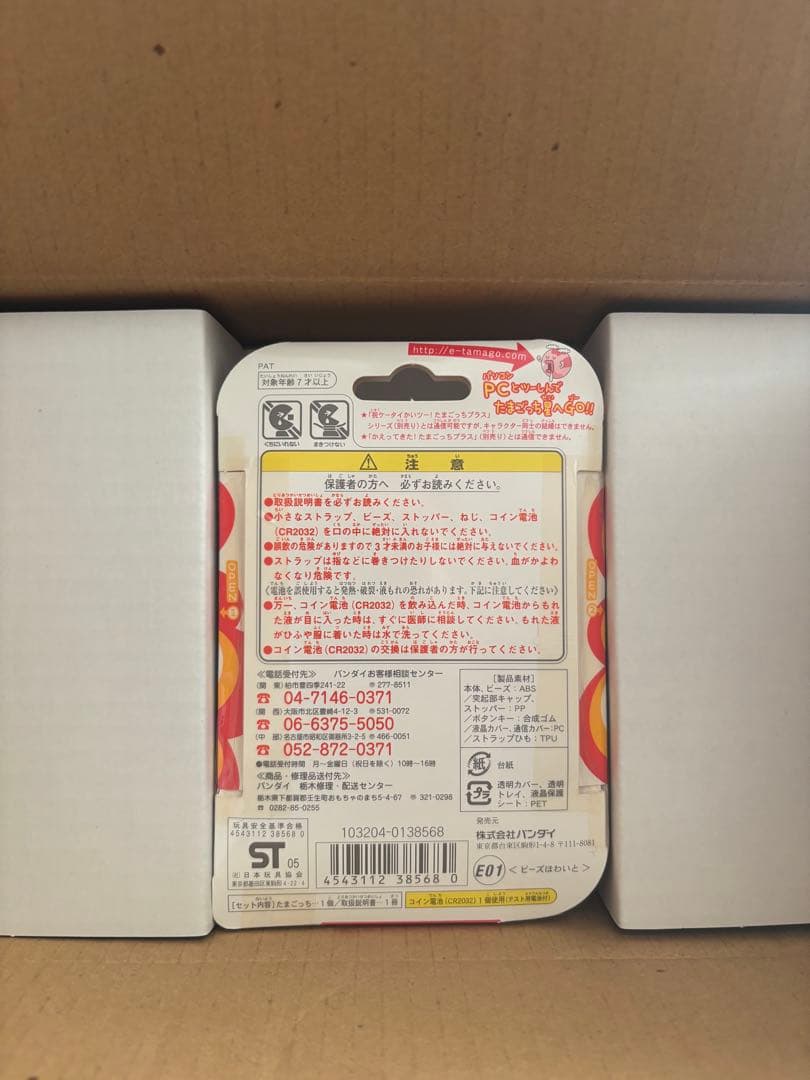 http://e-tamago.com
パソコン
PCとつーしんで
たまごっち星へGO!!
PAT
対象年齢7才以上
くちにいれない
まきつけない
★「祝ケータイかいツー!たまごっちプラス」
シリーズ(別売り)とは通信可能ですが、キャラクター同士の結婚はできません。
★「かえってきた!たまごっちプラス」(別売り)とは通信できません。
注意
保護者の方へ 必ずお読みください。
●取扱説明書を必ずお読みください。
小さなストラップ、ビーズ、ストッパー、ねじ、コイン電池
(CR2032)を口の中に絶対に入れないでください。
●誤飲の危険がありますので3才未満のお子様には絶対に与えないでください。
●ストラップは指などに巻きつけたりしないでください。血がかよわ
なくなり危険です。
〈電池を誤使用すると発熱・破裂・液もれの恐れがあります。下記に注意してください〉
●万一、コイン電池(CR2032)を飲み込んだ時、コイン電池からもれ
た液が目に入った時は、すぐに医師に相談してください。もれた液
がひふや服に着いた時は水で洗ってください。
●コイン電池(CR2032)の交換は保護者の方が行ってください。
OPEN
OPEN
≪電話受付先≫ バンダイお客様相談センター
(関 東)柏市豊四季241-22 〒277-8511
04-7146-0371
(関 西)大阪市北区豊崎4-12-3 〒531-0072
06-6375-5050
(中 部)名古屋市昭和区御器所3-2-5 〒466-0051
052-872-0371
●電話受付時間 月〜金曜日(祝日を除く)10時〜16時
≪商品・修理品送付先≫
バンダイ 栃木修理・配送センター
栃木県下都賀郡壬生町おもちゃのまち5-4-67 〒321-0298
☎ 0282-85-0255
[製品素材]
本体、ビーズ:ABS
/突起部キャップ、
ストッパー:PP
/ボタンキー:合成ゴム
/液晶カバー、通信カバー:PC
/ストラップひも:TPU
紙 台紙
プラ 透明カバー、透明
トレイ、液晶保護
シート:PET
玩具安全基準合格
4543112 38568 0
ST 05
(社)日本玩具協会
東京都墨田区東駒形4-22-4
103204-0138568
4543112 385680
発売元
株式会社バンダイ
東京都台東区駒形1-4-8 〒111-8081
E01 <ビーズほわいと>
[セット内容]たまごっち…1個/取扱説明書…1冊
コイン電池(CR2032)1個使用(テスト用電池付)